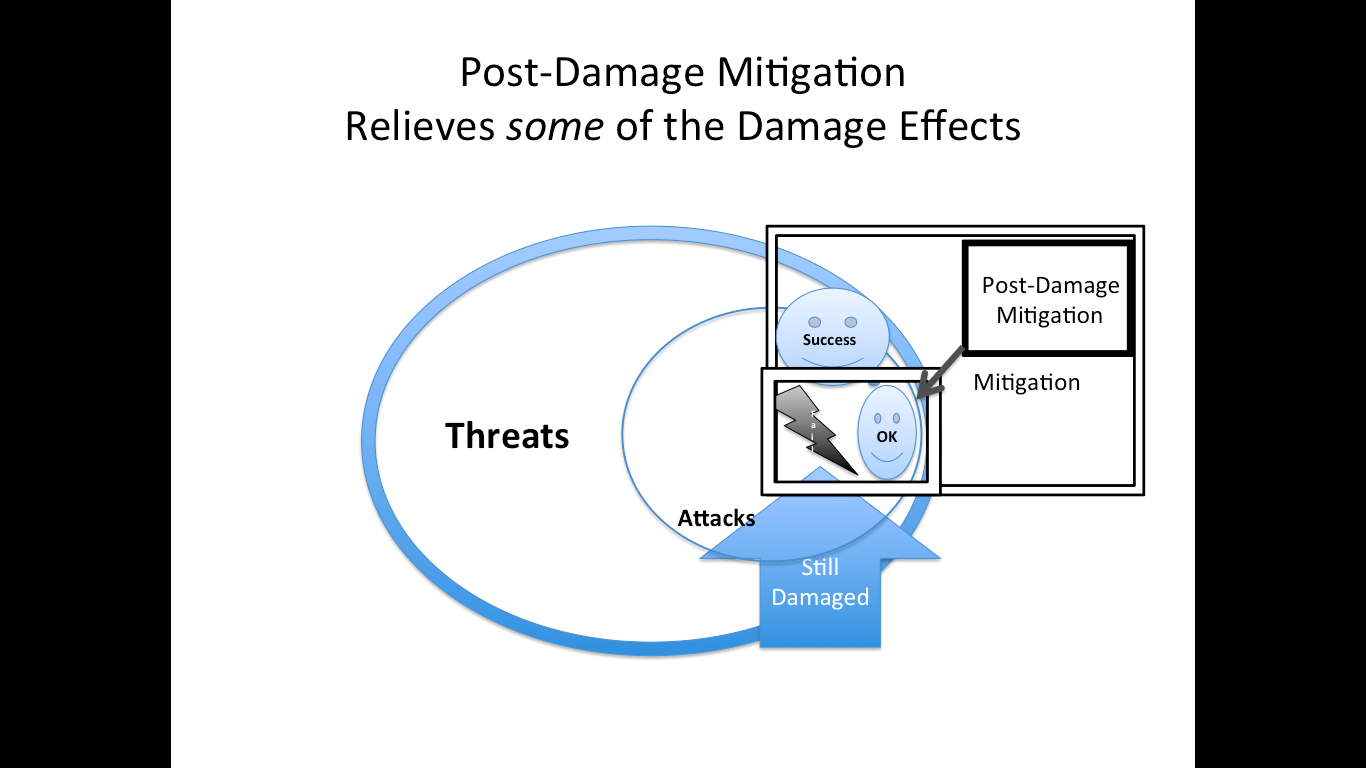 Post-Damage Mitigation
Relieves some of the Damage Effects
Success
Post-Damage
Mitigation
Mitigation
Threats
OK
Attacks
Still
Damaged